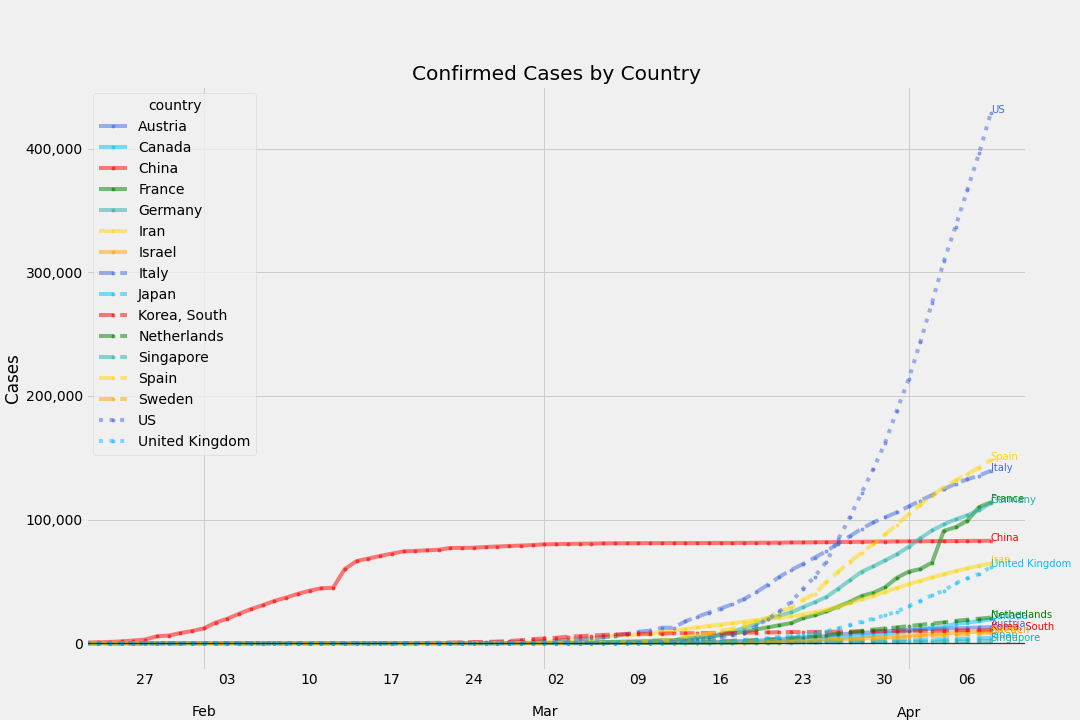 Confirmed Cases by Country
country
Austria
Canada
China
France
Germany
Iran
Israel
Italy
Japan
Korea, South
Netherlands
Singapore
Spain
Sweden
US
United Kingdom
Cases
400,000
300,000
200,000
100,000
0
US
Spain
Italy
France
Germany
China
Iran
United Kingdom
Netherlands
Canada
Austria
Korea, South
Singapore
27
03
10
17
24
02
09
16
23
30
06
Feb
Mar
Apr